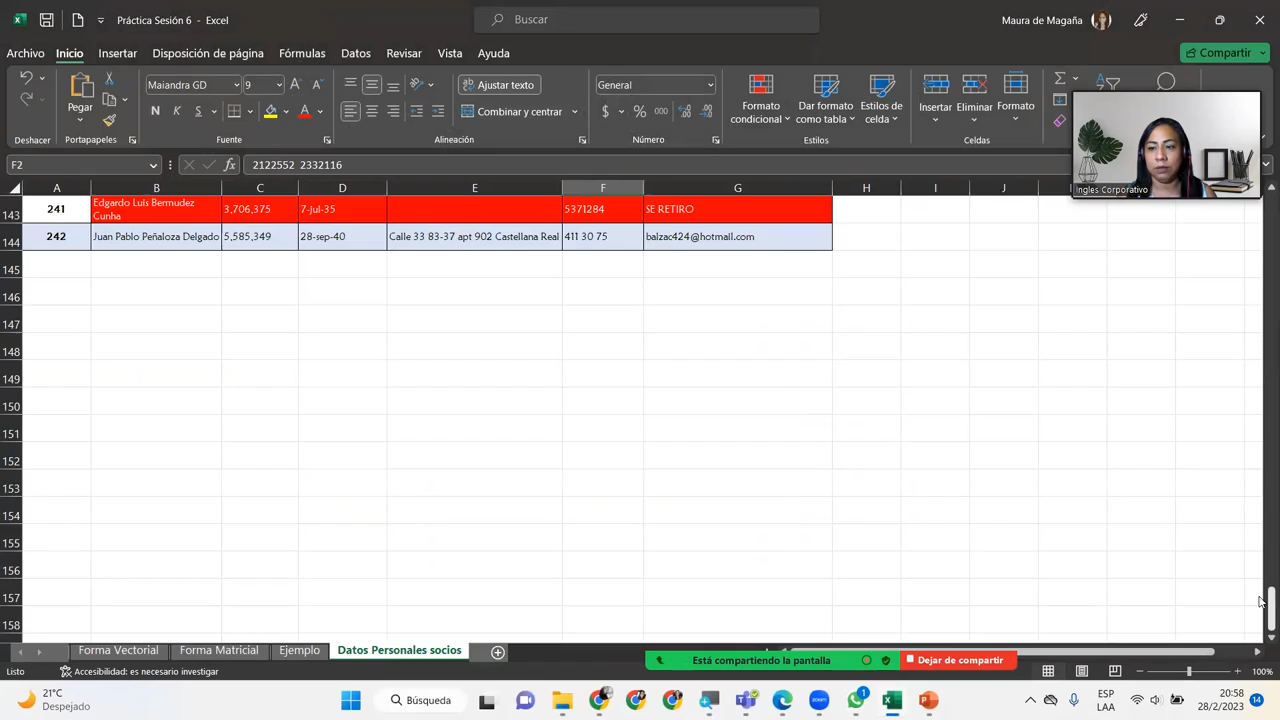 Práctica Sesión 6 - Excel
Buscar
Maura de Magaña
Archivo Inicio Insertar Disposición de página Fórmulas Datos Revisar Vista Ayuda
Compartir
Pegar
Maiandra GD 9
N K S
Ajustar texto
Combinar y centrar
General
$ % 000
Formato condicional
Dar formato como tabla
Estilos de celda
Insertar
Eliminar
Formato
Deshacer Portapapeles Fuente Alineación Número Estilos Celdas
Ingles Corporativo
F2
fx 2122552 2332116
A B C D E F G H I J K
143 241 Edgardo Luis Bermudez Cunha 3,706,375 7-jul-35 5371284 SE RETIRO
144 242 Juan Pablo Peñaloza Delgado 5,585,349 28-sep-40 Calle 33 83-37 apt 902 Castellana Real 411 30 75 balzac424@hotmail.com
145
146
147
148
149
150
151
152
153
154
155
156
157
158
Forma Vectorial Forma Matricial Ejemplo Datos Personales socios
Está compartiendo la pantalla
Dejar de compartir
Listo
Accesibilidad: es necesario investigar
100%
21°C
Despejado
Búsqueda
zoom
1
ESP
LAA
20:58
28/2/2023
14